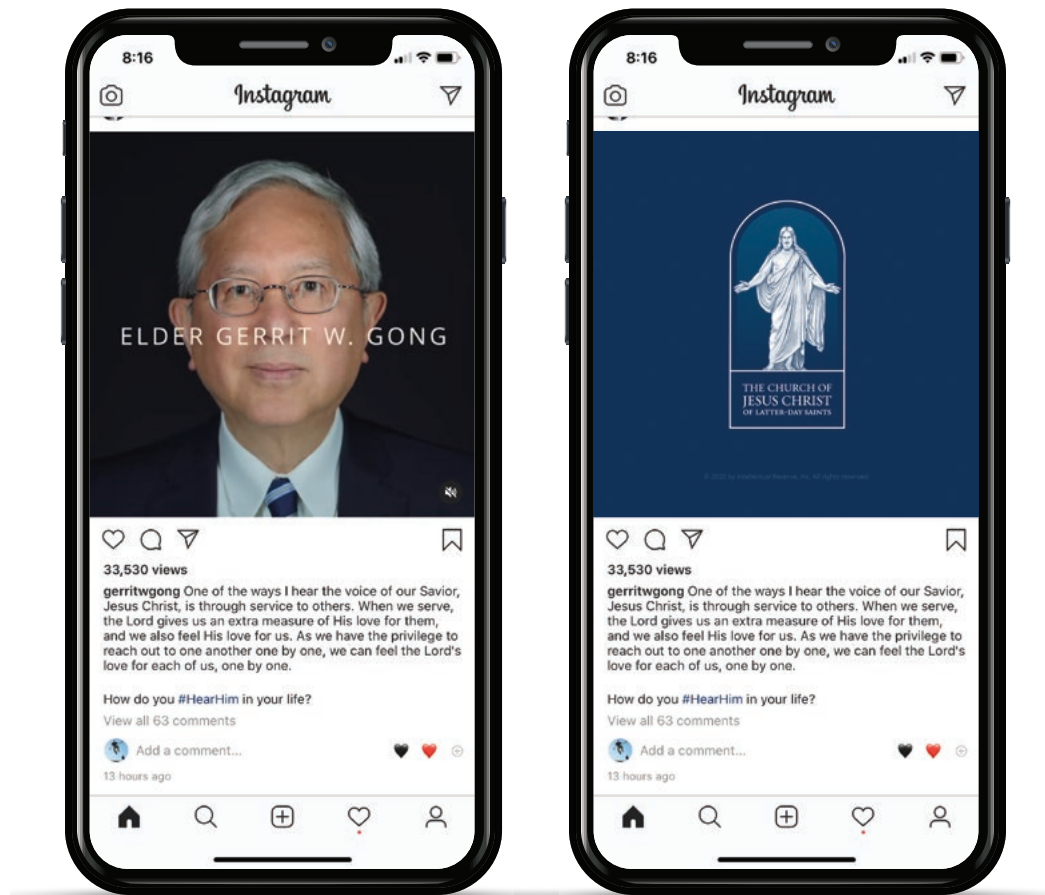 8:16
Instagram
ELDER GERRIT W. GONG
33,530 views
gerritwgong One of the ways I hear the voice of our Savior,
Jesus Christ, is through service to others. When we serve,
the Lord gives us an extra measure of His love for them,
and we also feel His love for us. As we have the privilege to
reach out to one another one by one, we can feel the Lord's
love for each of us, one by one.
How do you #HearHim in your life?
View all 63 comments
Add a comment...
13 hours ago
8:16
Instagram
THE CHURCH OF
JESUS CHRIST
OF LATTER-DAY SAINTS
© 2020 by Intellectual Reserve, Inc. All rights reserved.
33,530 views
gerritwgong One of the ways I hear the voice of our Savior,
Jesus Christ, is through service to others. When we serve,
the Lord gives us an extra measure of His love for them,
and we also feel His love for us. As we have the privilege to
reach out to one another one by one, we can feel the Lord's
love for each of us, one by one.
How do you #HearHim in your life?
View all 63 comments
Add a comment...
13 hours ago